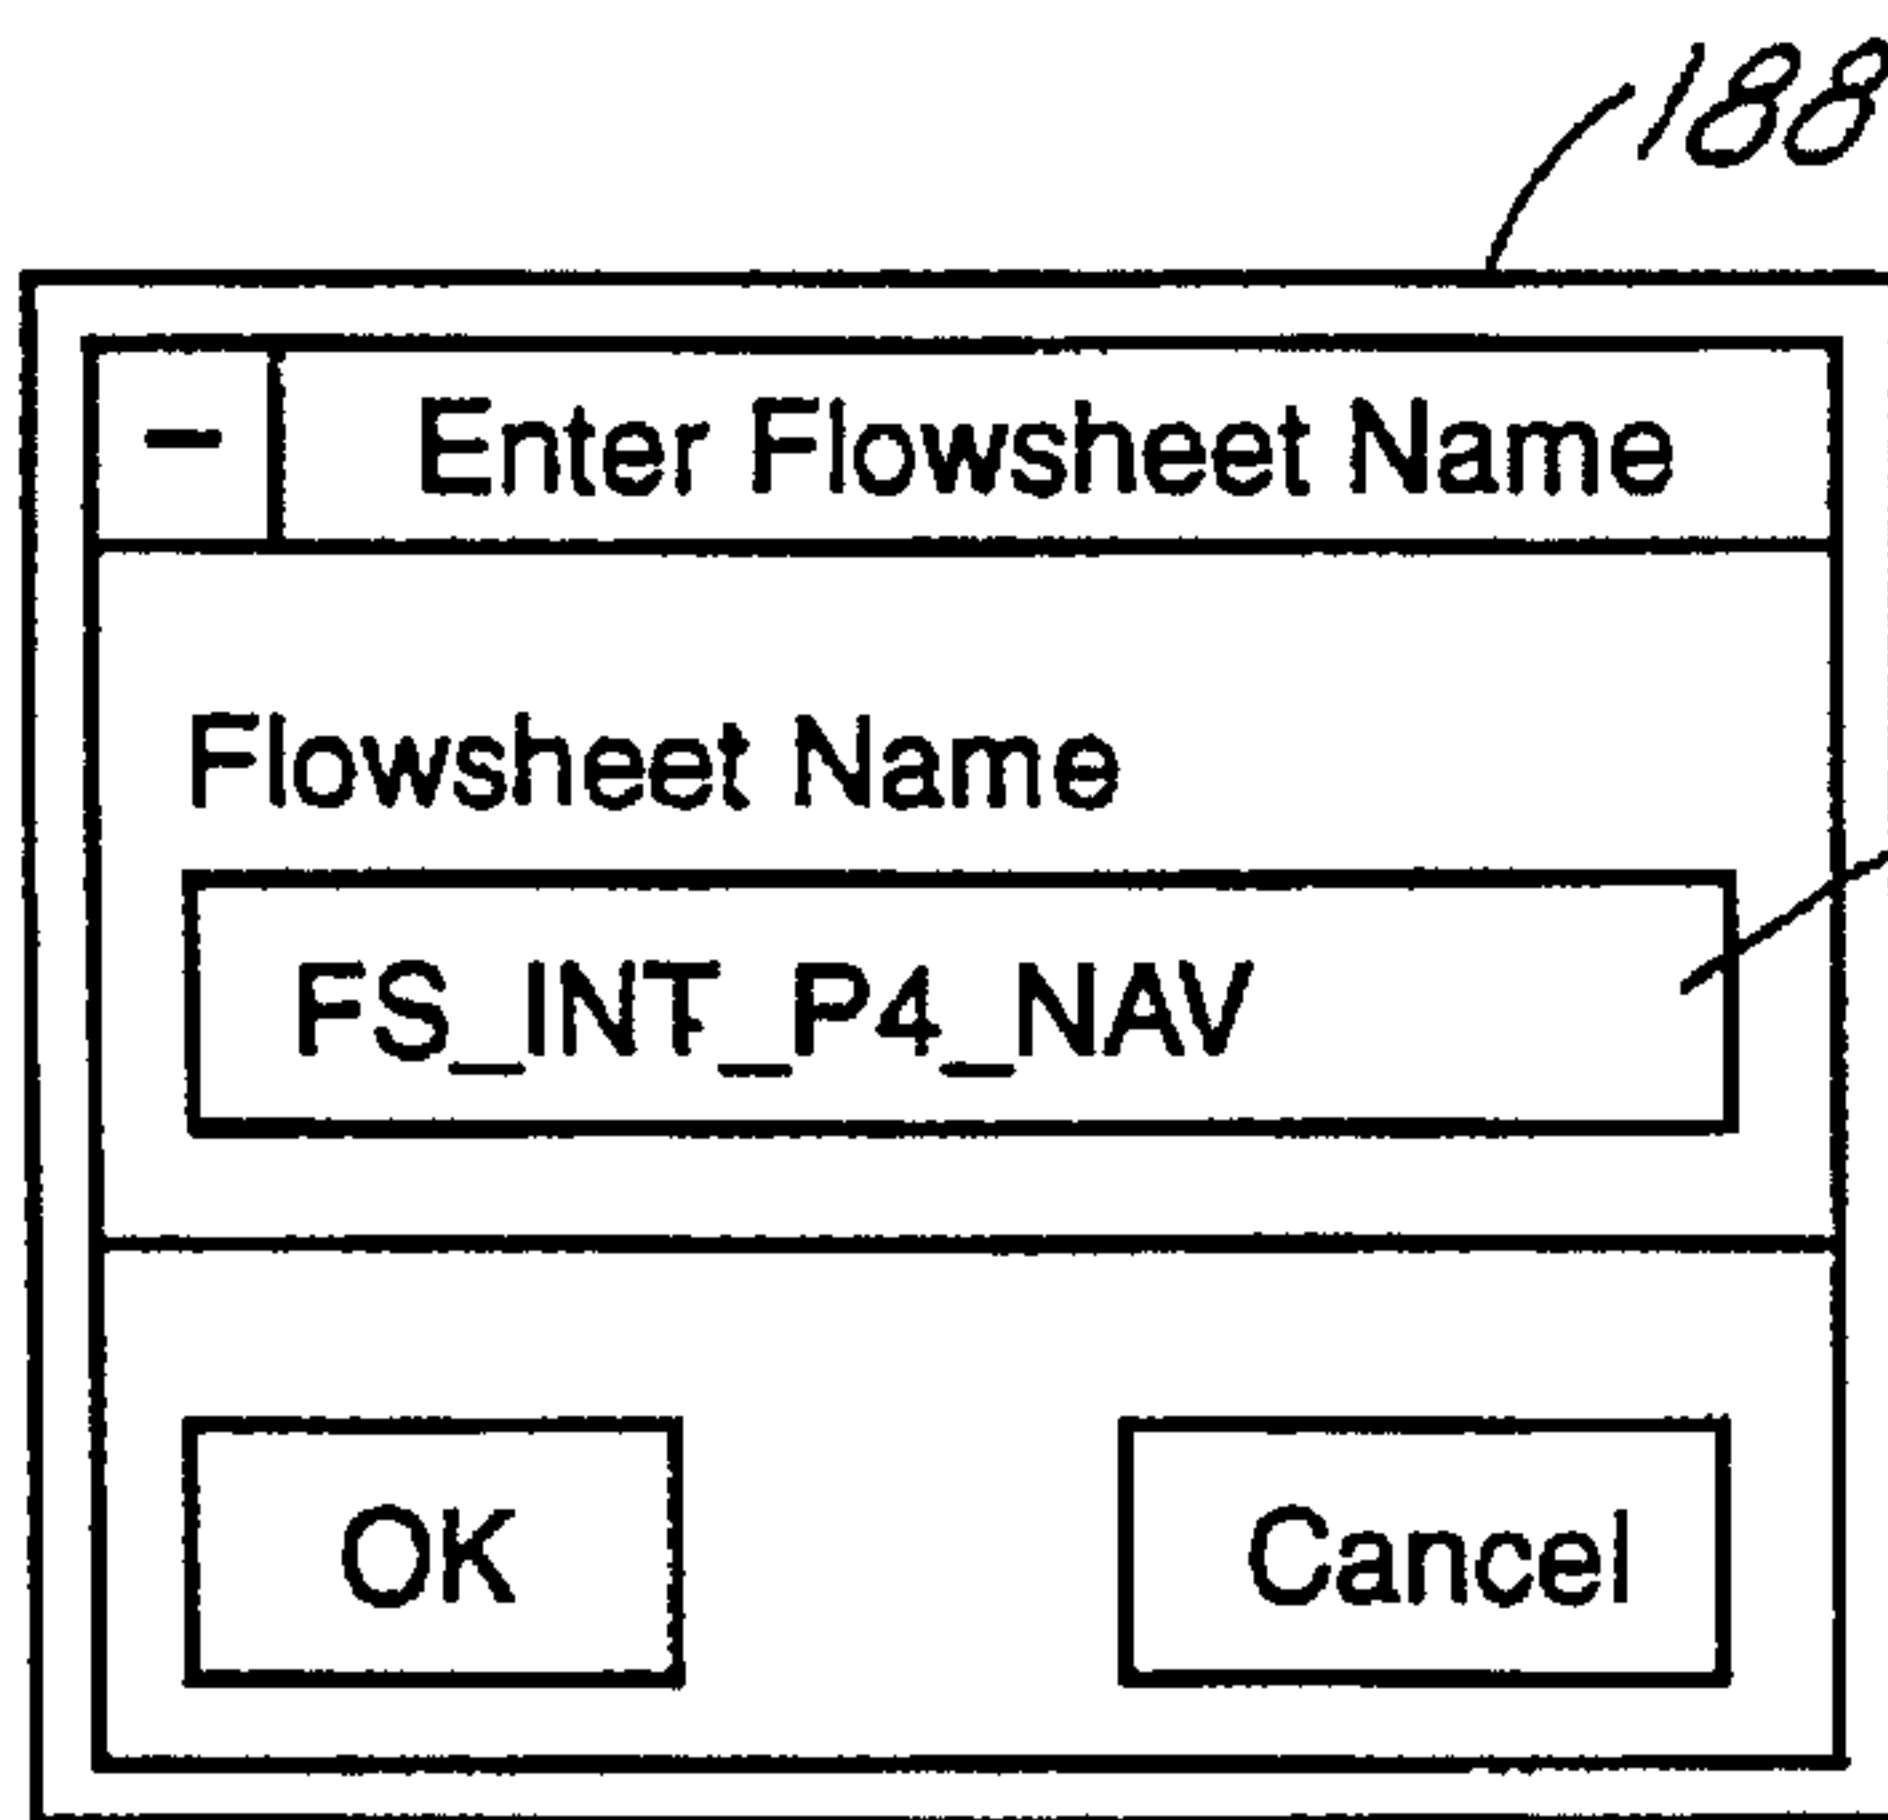 188
- Enter Flowsheet Name
Flowsheet Name
FS_INT_P4_NAV
OK Cancel